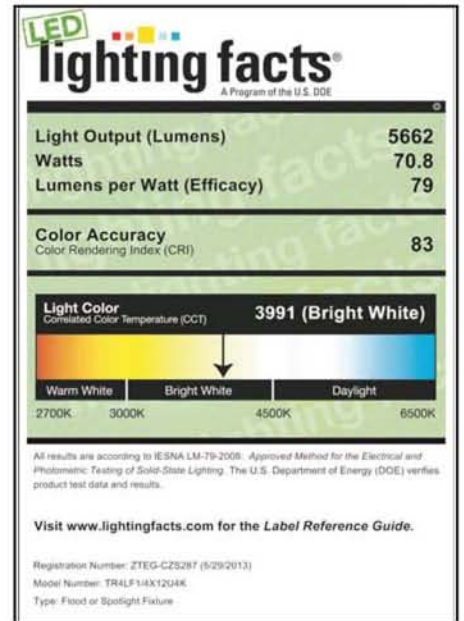 LED
lighting facts®
A Program of the U.S. DOE
Light Output (Lumens) 5662
Watts 70.8
Lumens per Watt (Efficacy) 79
Color Accuracy
Color Rendering Index (CRI) 83
Light Color
Correlated Color Temperature (CCT) 3991 (Bright White)
Warm White Bright White Daylight
2700K 3000K 4500K 6500K
All results are according to IESNA LM-79-2008: Approved Method for the Electrical and
Photometric Testing of Solid-State Lighting. The U.S. Department of Energy (DOE) verifies
product test data and results.
Visit www.lightingfacts.com for the Label Reference Guide.
Registration Number: ZTEG-CZS287 (5/29/2013)
Model Number: TR4LF1/4X12U4K
Type: Flood or Spotlight Fixture